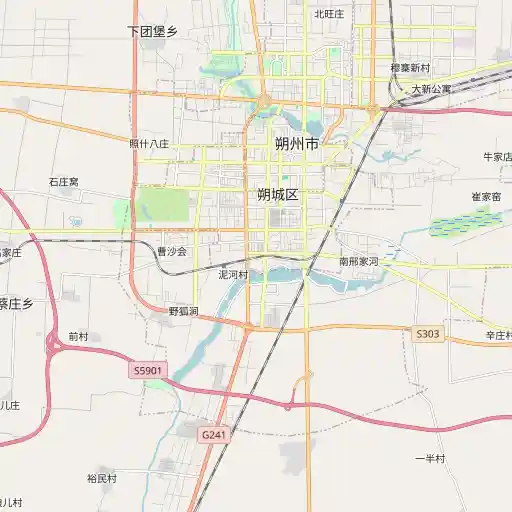 北旺庄
下团堡乡
穆寨新村
大新公寓
照什八庄
朔州市
牛家店
石庄窝
朔城区
崔家窑
曹沙会
家庄
南邢家河
泥河村
蔡庄乡
野狐涧
前村
S303
辛庄村
S5901
儿庄
G241
一半村
裕民村
儿村